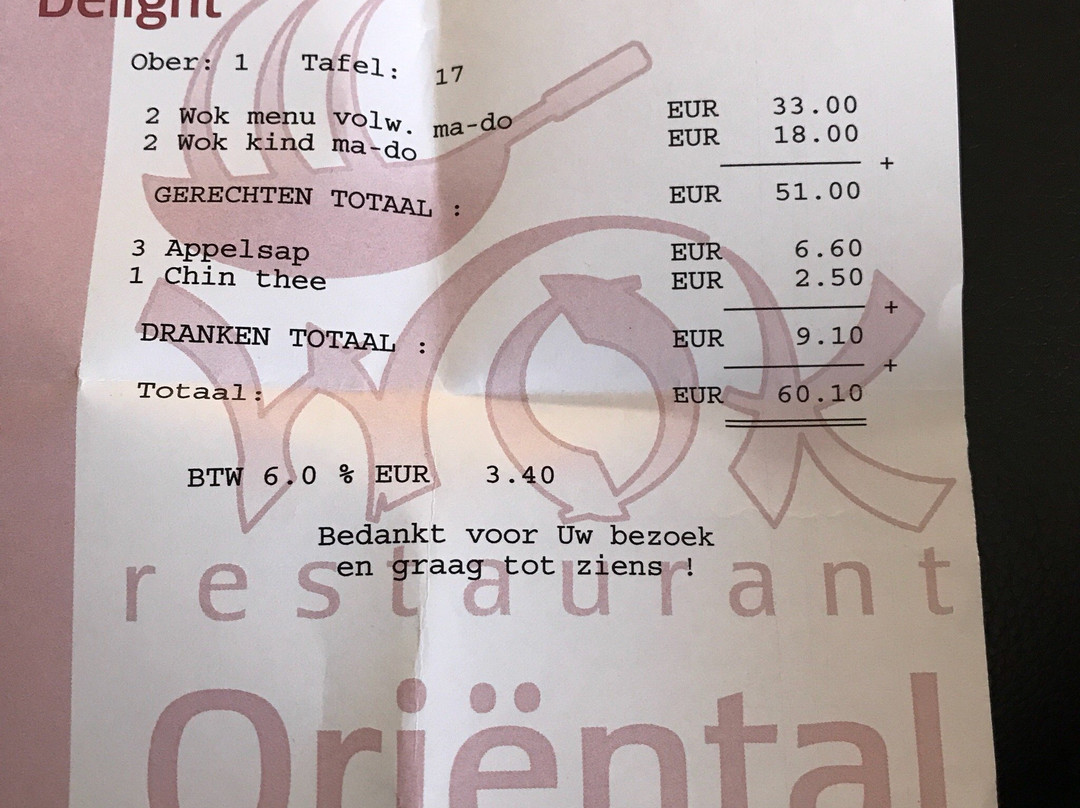 Delight
Ober: 1 Tafel: 17
2 Wok menu volw. ma-do EUR 33.00
2 Wok kind ma-do EUR 18.00
+
GERECHTEN TOTAAL : EUR 51.00
3 Appelsap EUR 6.60
1 Chin thee EUR 2.50
+
DRANKEN TOTAAL : EUR 9.10
+
Totaal: EUR 60.10
WOK
BTW 6.0 % EUR 3.40
Bedankt voor Uw bezoek
en graag tot ziens !
restaurant
Oriëntal